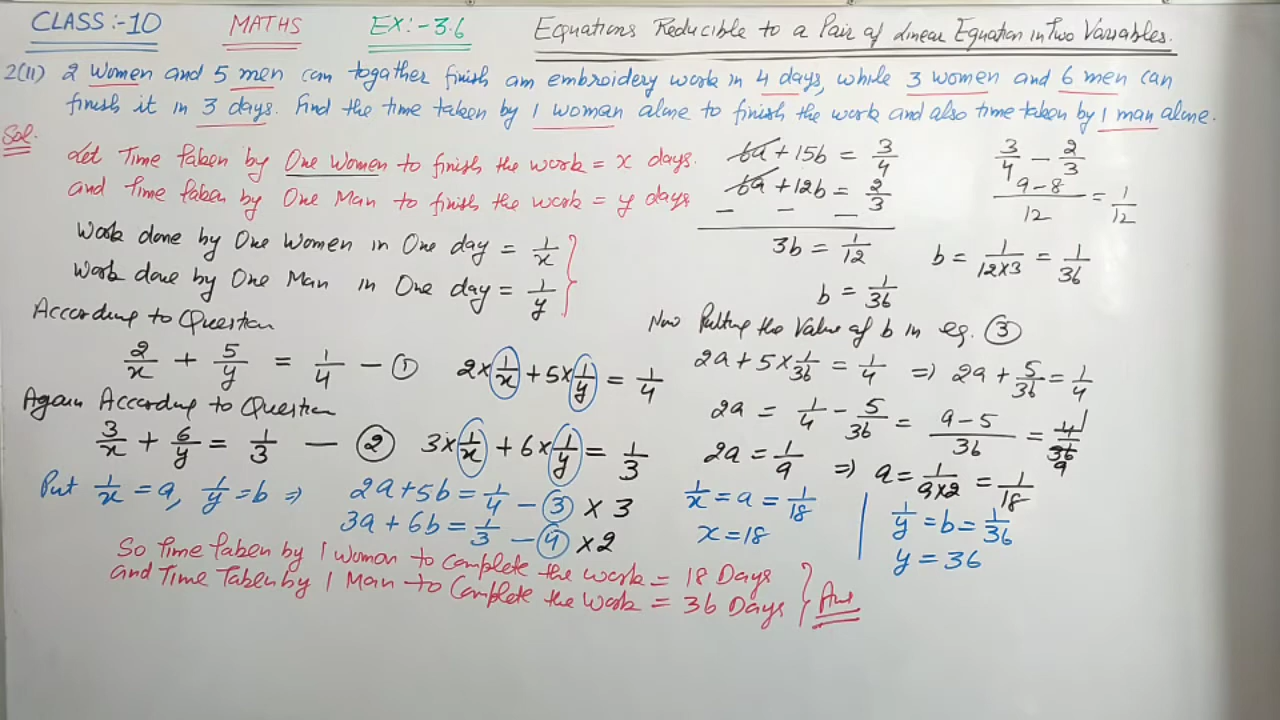 CLASS:-10 MATHS EX:-3.6 Equations Reducible to a Pair of Linear Equation in Two Variables.
2(ii) 2 Women and 5 men can togather finish am embroidery work in 4 days, while 3 women and 6 men can
finish it in 3 days. Find the time taken by 1 woman alone to finish the work and also time taken by 1 man alone.
Sol.
Let Time taken by One Women to finish the work = x days.
and time taken by One Man to finish the work = y days
Work done by One Women in One day = 1/x
Work done by One Man in One day = 1/y
According to Question
2/x + 5/y = 1/4 — ① 2×1/x + 5×1/y = 1/4
Again According to Question
3/x + 6/y = 1/3 — ② 3×1/x + 6×1/y = 1/3
Put 1/x = a, 1/y = b ⇒ 2a + 5b = 1/4 — ③ × 3
3a + 6b = 1/3 — ④ × 2
6a + 15b = 3/4
6a + 12b = 2/3
— — —
3b = 1/12
b = 1/36
3/4 - 2/3
9-8/12 = 1/12
b = 1/12×3 = 1/36
Now Putting the Value of b in eq. ③
2a + 5×1/36 = 1/4 ⇒ 2a + 5/36 = 1/4
2a = 1/4 - 5/36 = 9-5/36 = 4/36 1 9
2a = 1/9 ⇒ a = 1/9×2 = 1/18
1/x = a = 1/18
x = 18
1/y = b = 1/36
y = 36
So Time taken by 1 Woman to complete the work = 18 Days
and Time Taken by 1 Man to Complete the Work = 36 Days
Ans